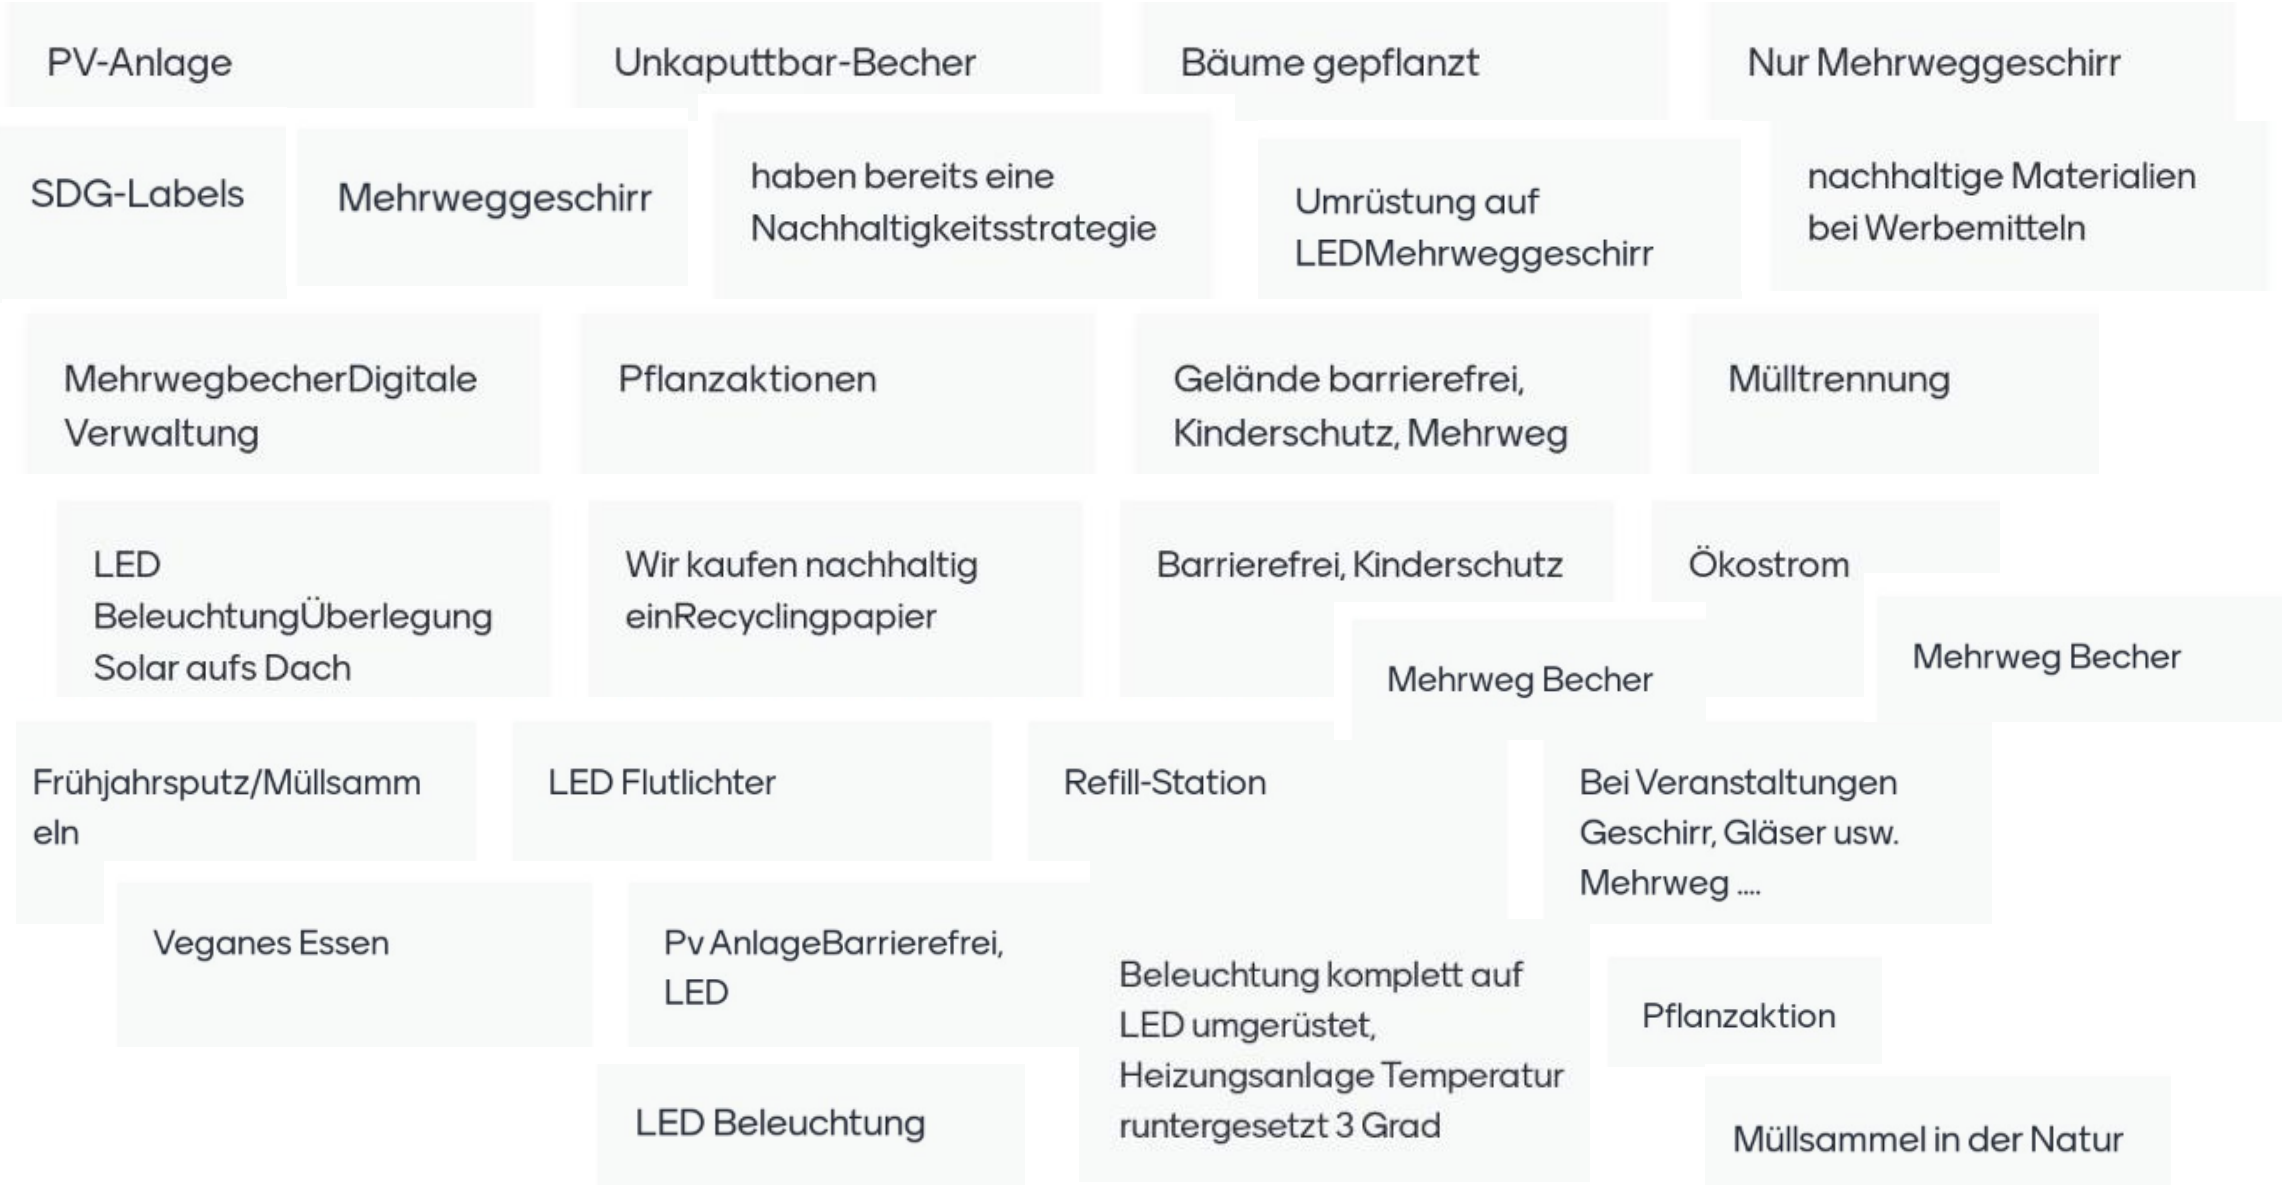 PV-Anlage
Unkaputtbar-Becher
Bäume gepflanzt
Nur Mehrweggeschirr
SDG-Labels
Mehrweggeschirr
haben bereits eine
Nachhaltigkeitsstrategie
Umrüstung auf
LEDMehrweggeschirr
nachhaltige Materialien
bei Werbemitteln
MehrwegbecherDigitale
Verwaltung
Pflanzaktionen
Gelände barrierefrei,
Kinderschutz, Mehrweg
Mülltrennung
LED
BeleuchtungÜberlegung
Solar aufs Dach
Wir kaufen nachhaltig
einRecyclingpapier
Barrierefrei, Kinderschutz
Ökostrom
Mehrweg Becher
Mehrweg Becher
Frühjahrsputz/Müllsamm
eln
LED Flutlichter
Refill-Station
Bei Veranstaltungen
Geschirr, Gläser usw.
Mehrweg ....
Veganes Essen
Pv AnlageBarrierefrei,
LED
Beleuchtung komplett auf
LED umgerüstet,
Heizungsanlage Temperatur
runtergesetzt 3 Grad
Pflanzaktion
LED Beleuchtung
Müllsammel in der Natur